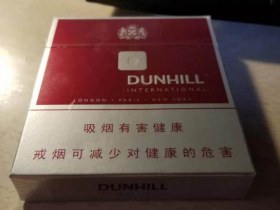 DUNHILL
INTERNATIONAL
LONDON · PARIS · NEW YORK
吸烟有害健康
戒烟可减少对健康的危害
DUNHILL